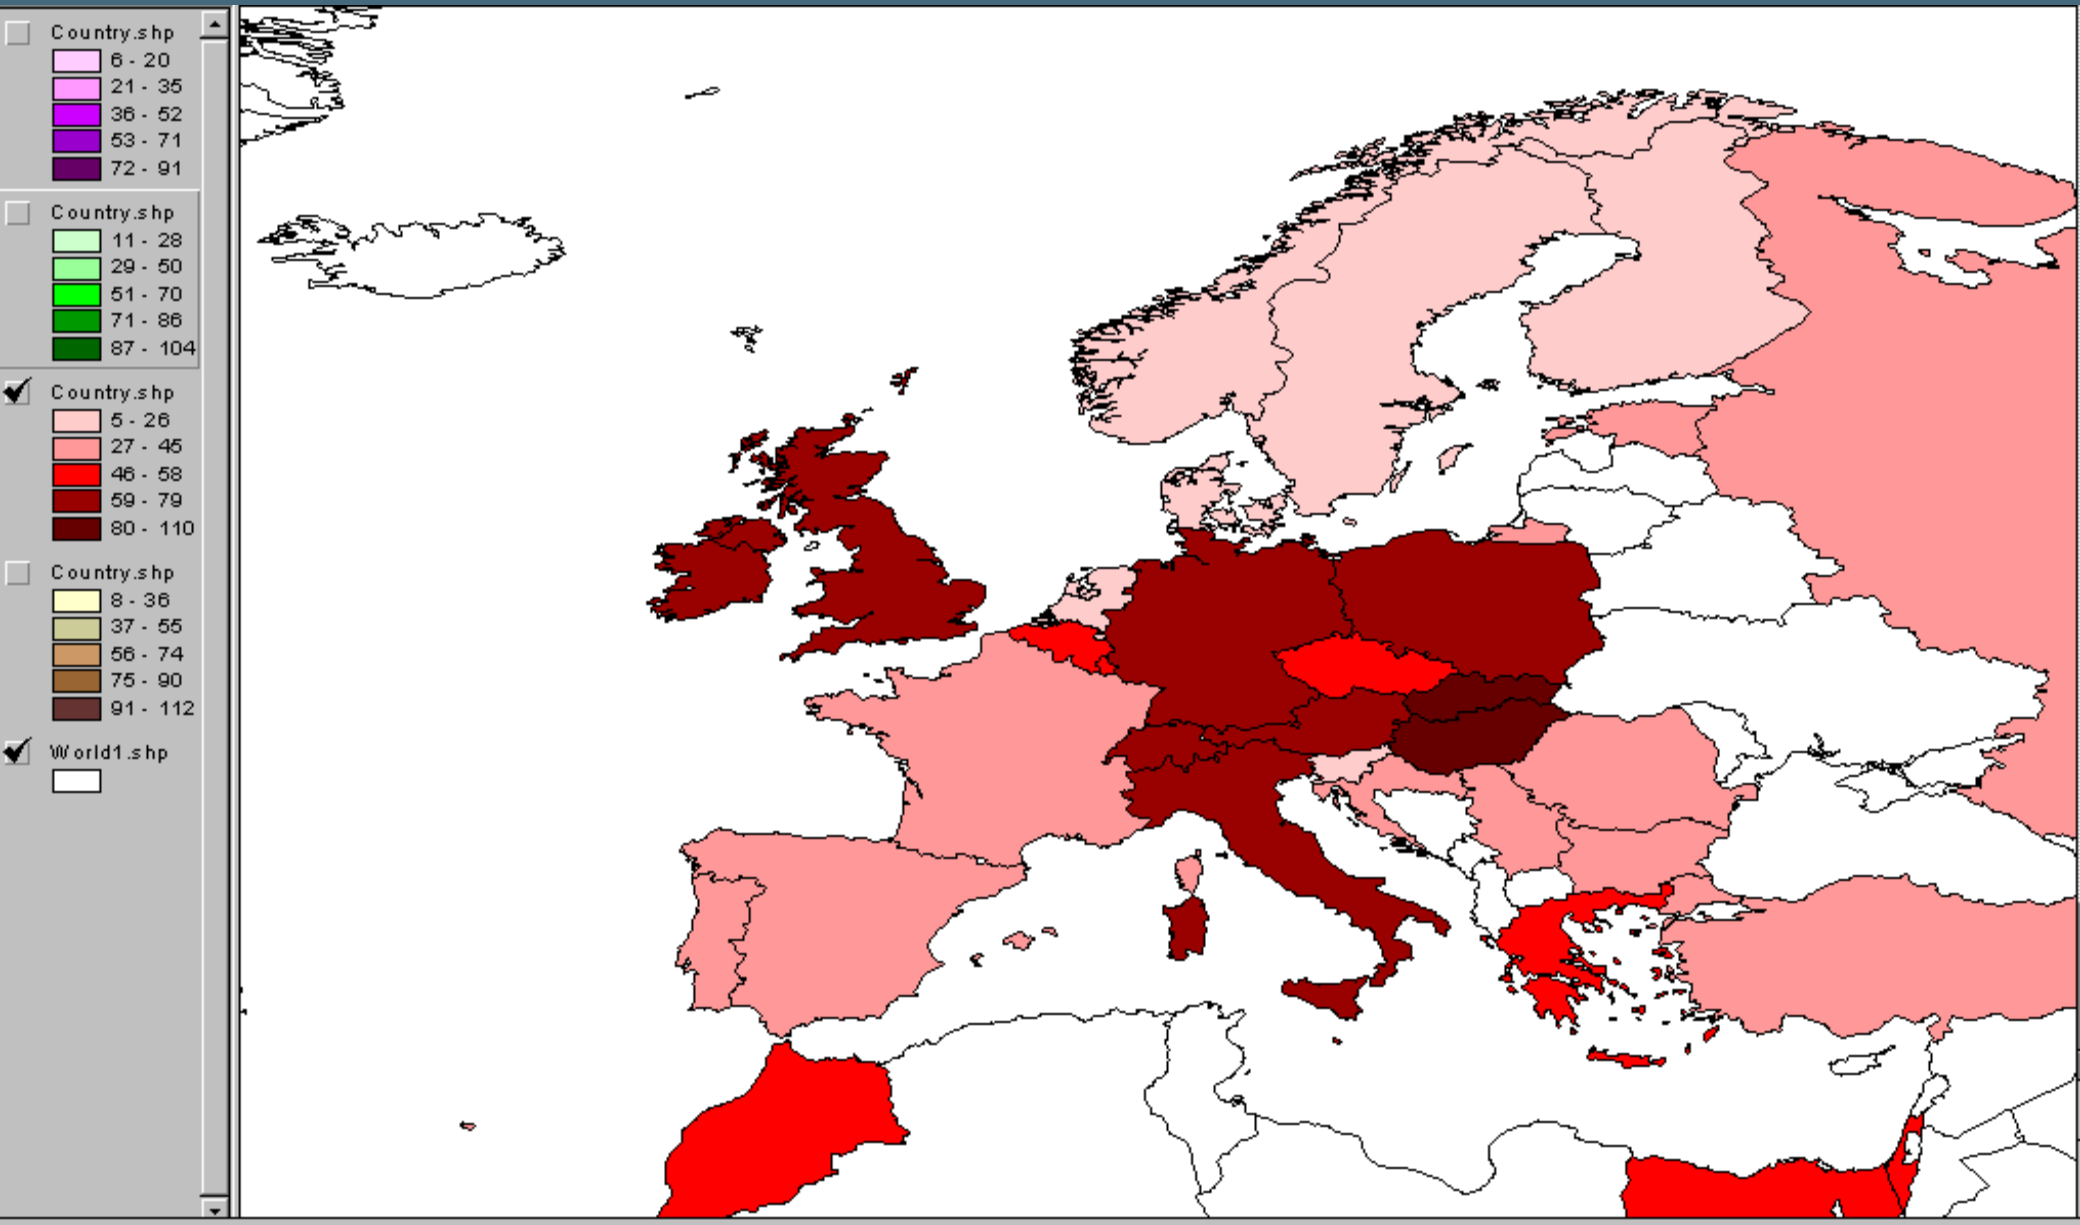 Country.shp
6 - 20
21 - 35
36 - 52
53 - 71
72 - 91
Country.shp
11 - 28
29 - 50
51 - 70
71 - 86
87 - 104
Country.shp
5 - 26
27 - 45
46 - 58
59 - 79
80 - 110
Country.shp
8 - 36
37 - 55
56 - 74
75 - 90
91 - 112
World1.shp